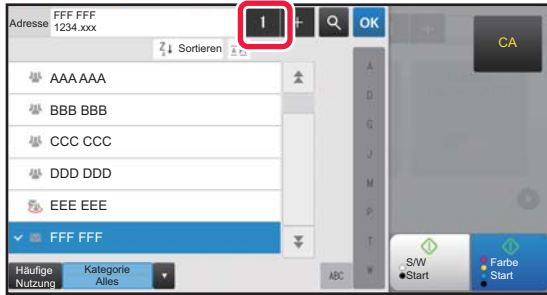 Adresse
FFF FFF
1234.xxx
1
+
OK
CA
Sortieren
AAA AAA
BBB BBB
CCC CCC
DDD DDD
EEE EEE
FFF FFF
A
D
G
J
M
P
T
W
ABC
Häufige
Nutzung
Kategorie
Alles
S/W
Start
Farbe
Start